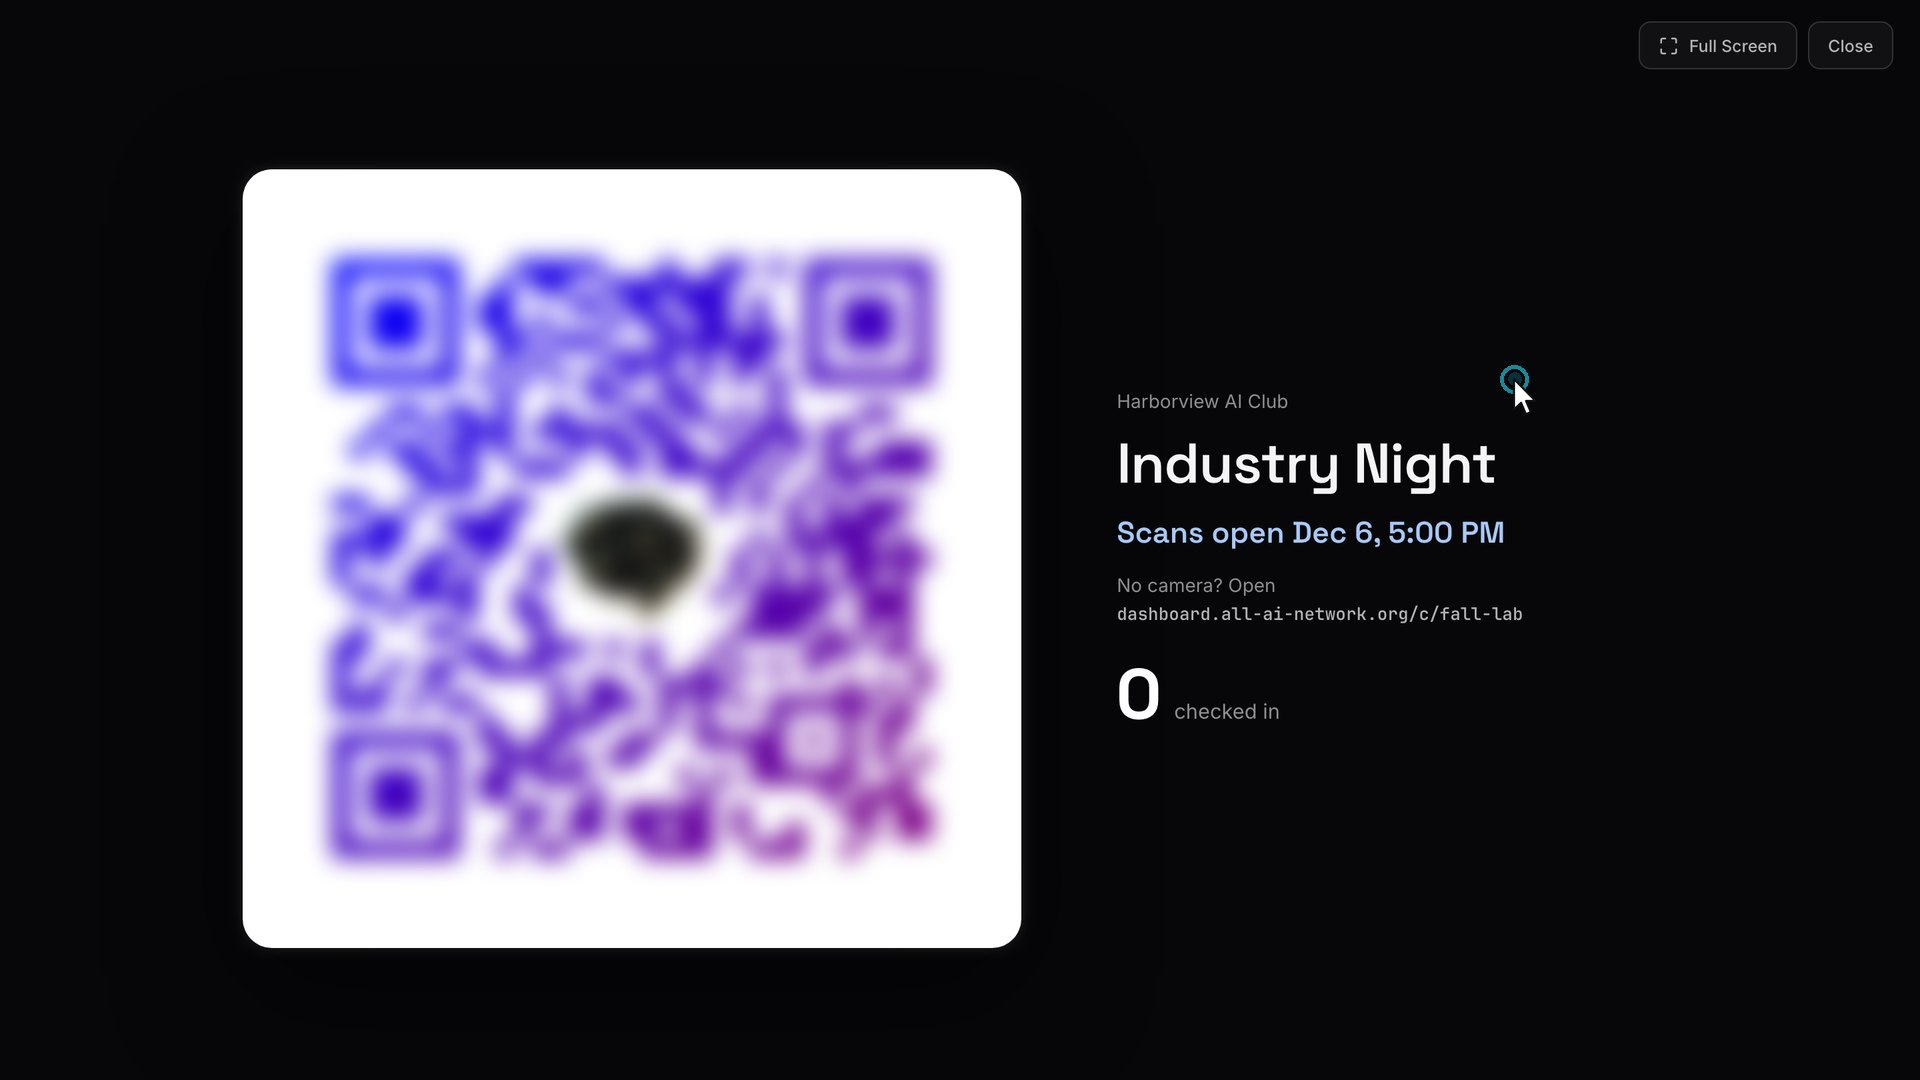 Full Screen
Close
Harborview AI Club
Industry Night
Scans open Dec 6, 5:00 PM
No camera? Open
dashboard.all-ai-network.org/c/fall-lab
0 checked in